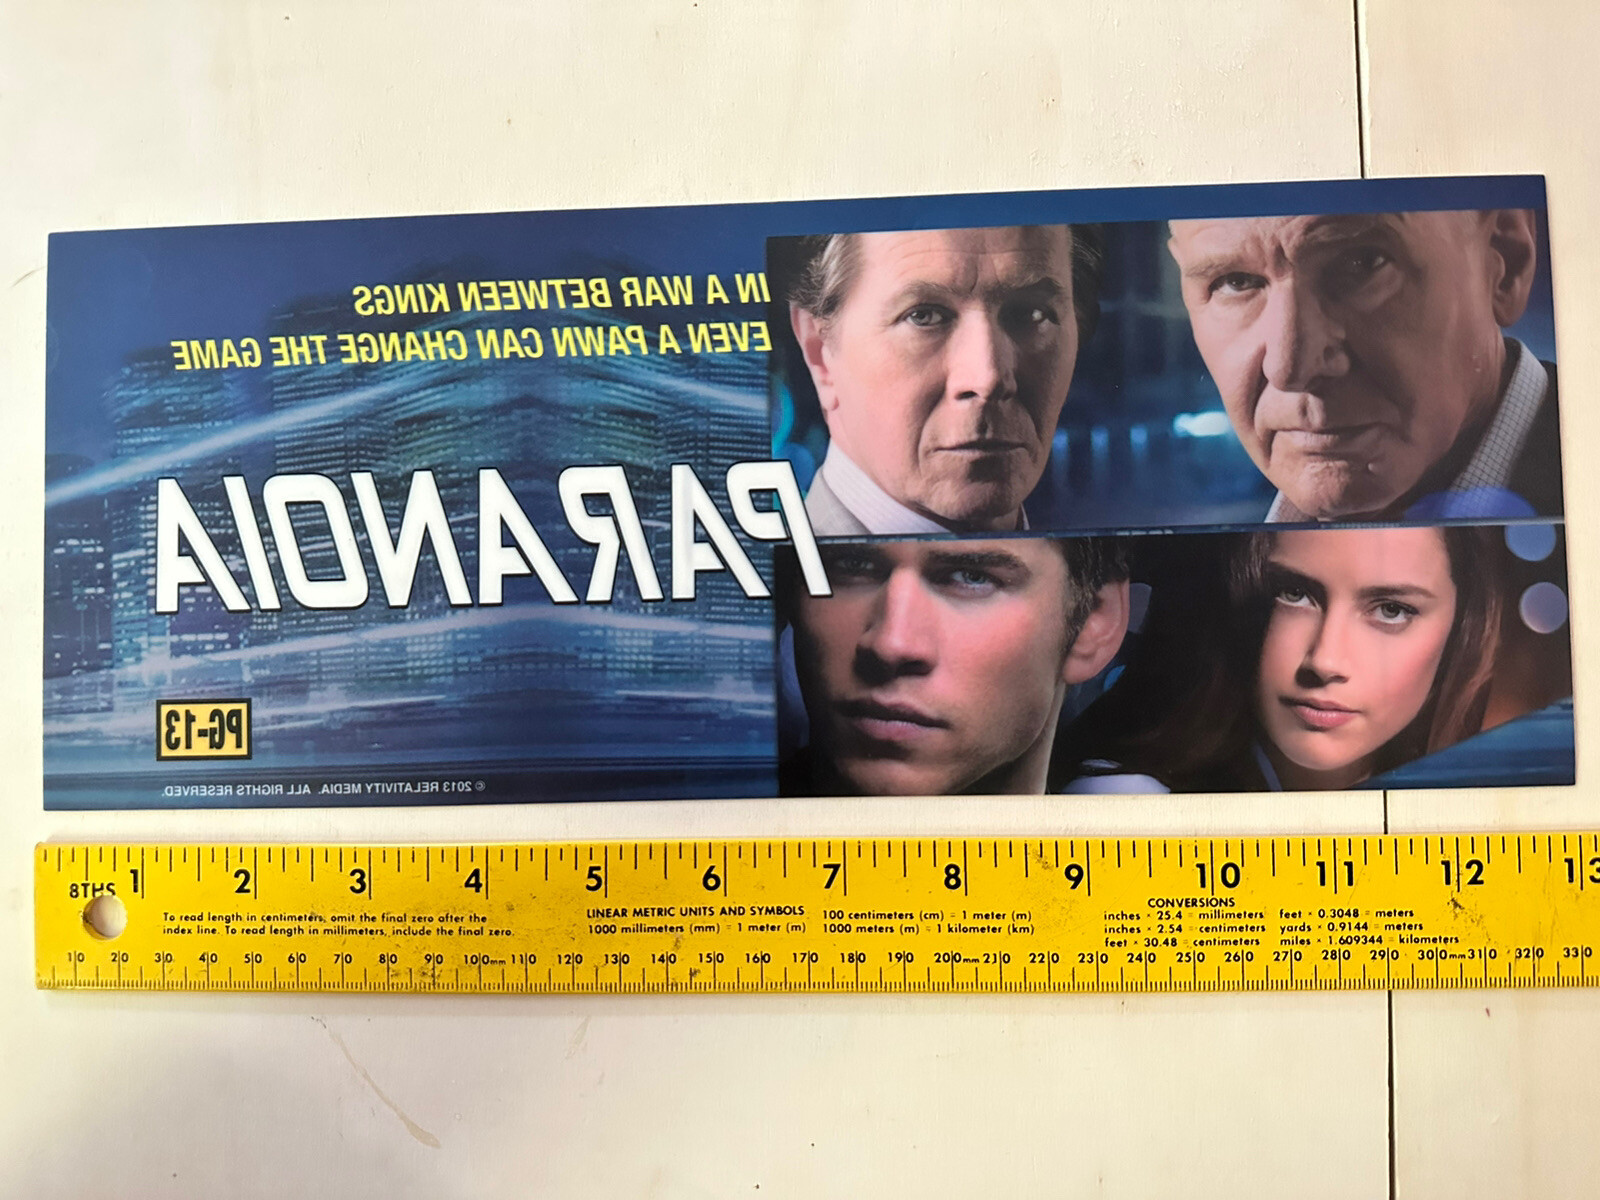 IN A WAR BETWEEN KINGS
EVEN A PAWN CAN CHANGE THE GAME
PARANOIA
PG-13
© 2013 RELATIVITY MEDIA. ALL RIGHTS RESERVED.
8THS 1 2 3 4 5 6 7 8 9 10 11 12 13
To read length in centimeters, omit the final zero after the
index line. To read length in millimeters, include the final zero.
LINEAR METRIC UNITS AND SYMBOLS
1000 millimeters (mm) = 1 meter (m)
100 centimeters (cm) = 1 meter (m)
1000 meters (m) = 1 kilometer (km)
CONVERSIONS
inches × 25.4 = millimeters
inches × 2.54 = centimeters
feet × 30.48 = centimeters
feet × 0.3048 = meters
yards × 0.9144 = meters
miles × 1.609344 = kilometers
10 20 30 40 50 60 70 80 90 100mm 110 120 130 140 150 160 170 180 190 200mm 210 220 230 240 250 260 270 280 290 300mm 310 320 330